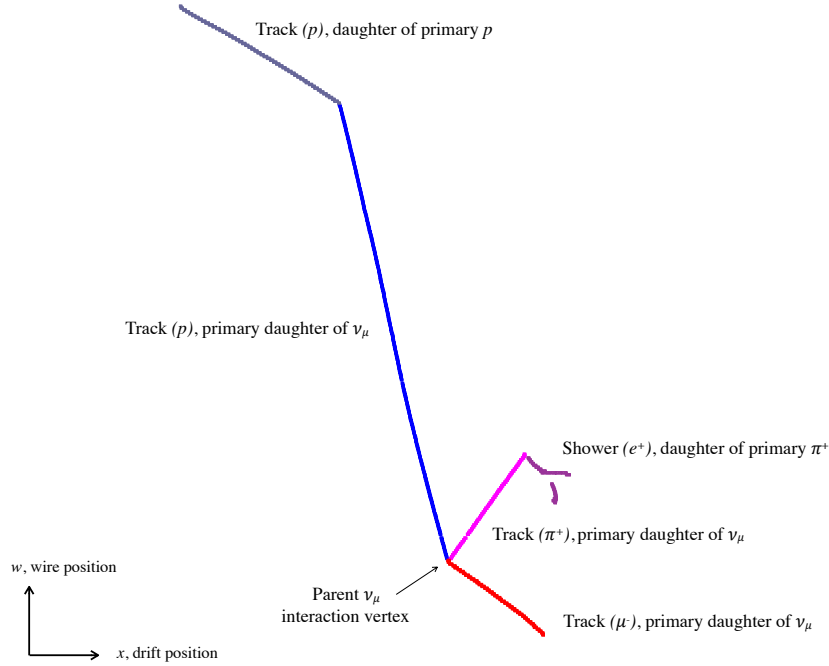 Track (p), daughter of primary p
Track (p), primary daughter of νμ
Shower (e⁺), daughter of primary π⁺
Track (π⁺), primary daughter of νμ
w, wire position
Parent νμ
interaction vertex
Track (μ⁻), primary daughter of νμ
x, drift position